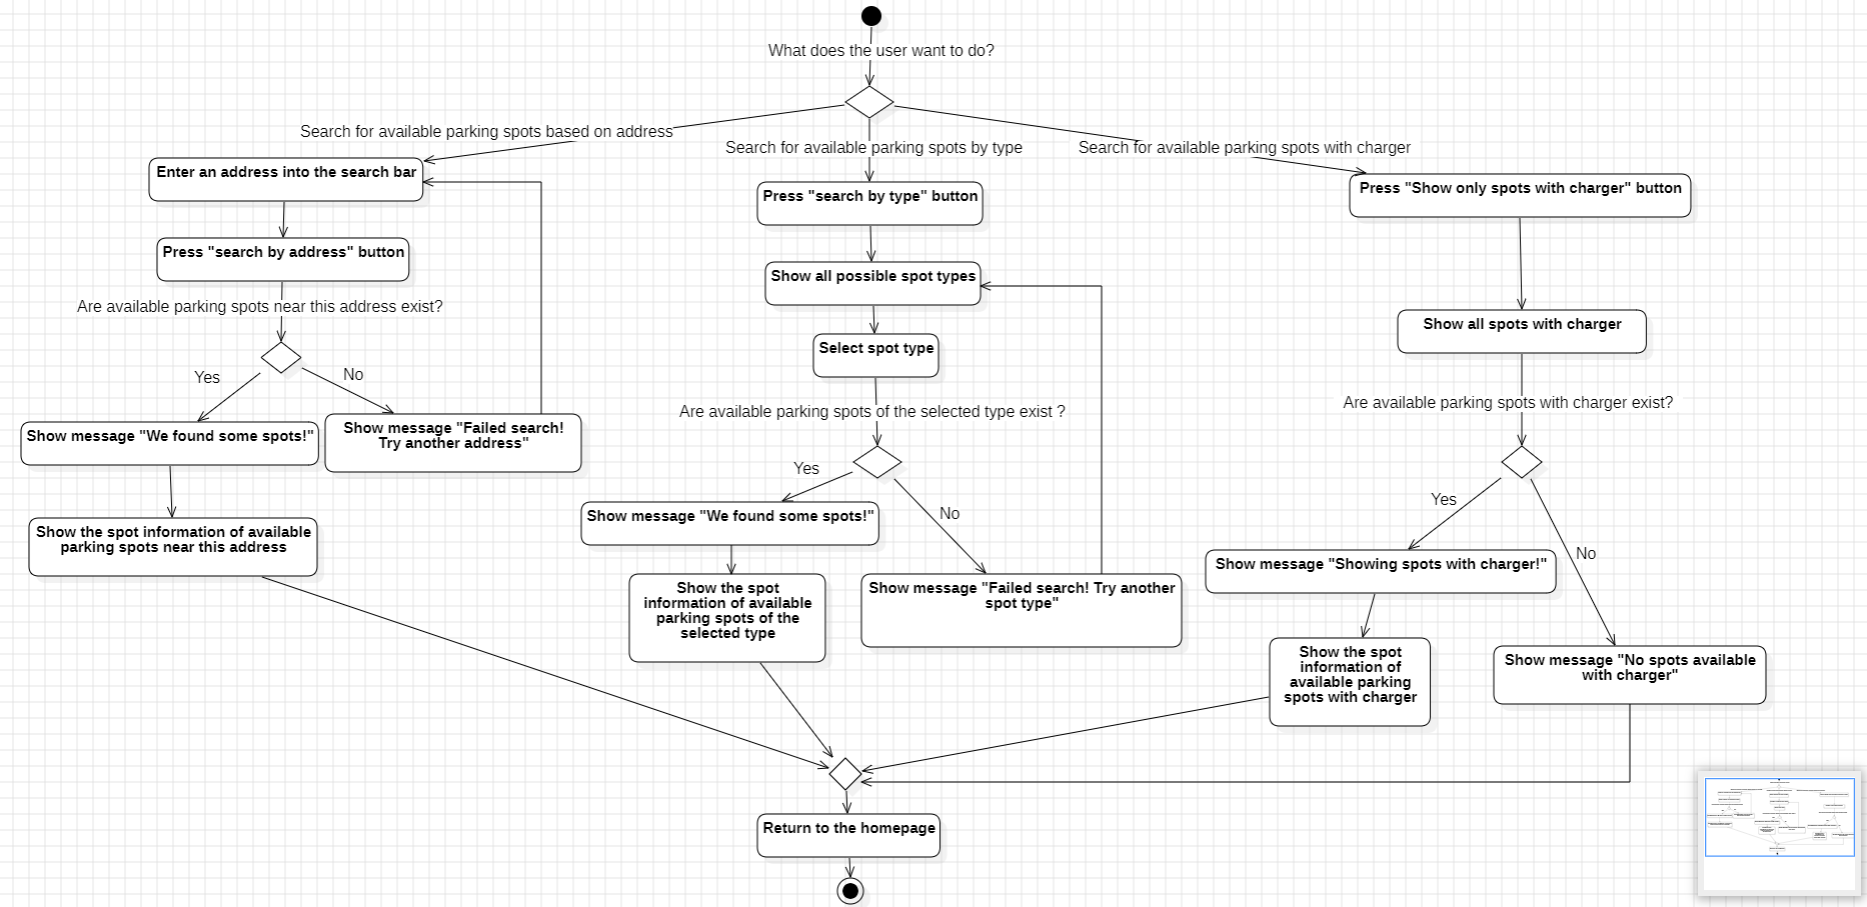 What does the user want to do?
Search for available parking spots based on address
Search for available parking spots by type
Search for available parking spots with charger
Enter an address into the search bar
Press "search by address" button
Are available parking spots near this address exist?
Yes
No
Show message "We found some spots!"
Show message "Failed search!
Try another address"
Show the spot information of available
parking spots near this address
Press "search by type" button
Show all possible spot types
Select spot type
Are available parking spots of the selected type exist ?
Yes
No
Show message "We found some spots!"
Show the spot
information of available
parking spots of the
selected type
Show message "Failed search! Try another
spot type"
Press "Show only spots with charger" button
Show all spots with charger
Are available parking spots with charger exist?
Yes
No
Show message "Showing spots with charger!"
Show the spot
information of
available parking
spots with charger
Show message "No spots available
with charger"
Return to the homepage